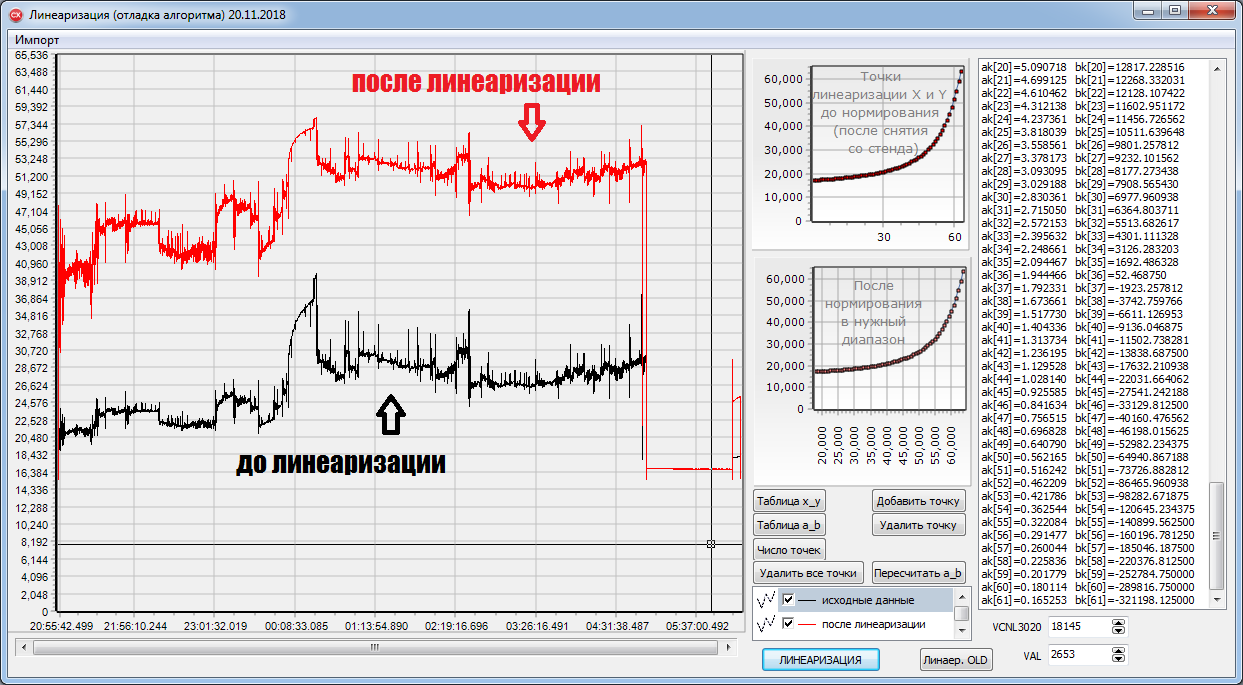 Линеаризация (отладка алгоритма) 20.11.2018
Импорт
65,536
63,488
61,440
59,392
57,344
55,296
53,248
51,200
49,152
47,104
45,056
43,008
40,960
38,912
36,864
34,816
32,768
30,720
28,672
26,624
24,576
22,528
20,480
18,432
16,384
14,336
12,288
10,240
8,192
6,144
4,096
2,048
0
после линеаризации
до линеаризации
20:55:42.499 21:56:10.244 23:01:32.019 00:08:33.085 01:13:54.890 02:19:16.696 03:26:16.491 04:31:38.487 05:37:00.492
60,000
50,000
40,000
30,000
20,000
10,000
0
Точки
линеаризации X и Y
до нормирования
(после снятия
со стенда)
30 60
60,000
50,000
40,000
30,000
20,000
10,000
0
После
нормирования
в нужный
диапазон
20,000
25,000
30,000
35,000
40,000
45,000
50,000
55,000
60,000
Таблица x_y Добавить точку
Таблица a_b Удалить точку
Число точек
Удалить все точки Пересчитать a_b
исходные данные
после линеаризации
ЛИНЕАРИЗАЦИЯ Линаер. OLD
ak[20]=5.090718 bk[20]=12817.228516
ak[21]=4.699125 bk[21]=12268.332031
ak[22]=4.610462 bk[22]=12128.107422
ak[23]=4.312138 bk[23]=11602.951172
ak[24]=4.237361 bk[24]=11456.726562
ak[25]=3.818039 bk[25]=10511.639648
ak[26]=3.558561 bk[26]=9801.257812
ak[27]=3.378173 bk[27]=9232.101562
ak[28]=3.093095 bk[28]=8177.273438
ak[29]=3.029188 bk[29]=7908.565430
ak[30]=2.830361 bk[30]=6977.960938
ak[31]=2.715050 bk[31]=6364.803711
ak[32]=2.572153 bk[32]=5513.682617
ak[33]=2.395632 bk[33]=4301.111328
ak[34]=2.248661 bk[34]=3126.283203
ak[35]=2.094467 bk[35]=1692.486328
ak[36]=1.944466 bk[36]=52.468750
ak[37]=1.792331 bk[37]=-1923.257812
ak[38]=1.673661 bk[38]=-3742.759766
ak[39]=1.517730 bk[39]=-6611.126953
ak[40]=1.404336 bk[40]=-9136.046875
ak[41]=1.313734 bk[41]=-11502.738281
ak[42]=1.236195 bk[42]=-13838.687500
ak[43]=1.129528 bk[43]=-17632.210938
ak[44]=1.028140 bk[44]=-22031.664062
ak[45]=0.925585 bk[45]=-27541.242188
ak[46]=0.841634 bk[46]=-33129.812500
ak[47]=0.756515 bk[47]=-40160.476562
ak[48]=0.696828 bk[48]=-46198.015625
ak[49]=0.640790 bk[49]=-52982.234375
ak[50]=0.562165 bk[50]=-64940.867188
ak[51]=0.516242 bk[51]=-73726.882812
ak[52]=0.462209 bk[52]=-86465.960938
ak[53]=0.421786 bk[53]=-98282.671875
ak[54]=0.362544 bk[54]=-120645.234375
ak[55]=0.322084 bk[55]=-140899.562500
ak[56]=0.291477 bk[56]=-160196.781250
ak[57]=0.260044 bk[57]=-185046.187500
ak[58]=0.225836 bk[58]=-220376.812500
ak[59]=0.201779 bk[59]=-252784.750000
ak[60]=0.180114 bk[60]=-289816.750000
ak[61]=0.165253 bk[61]=-321198.125000
VCNL3020 18145
VAL 2653